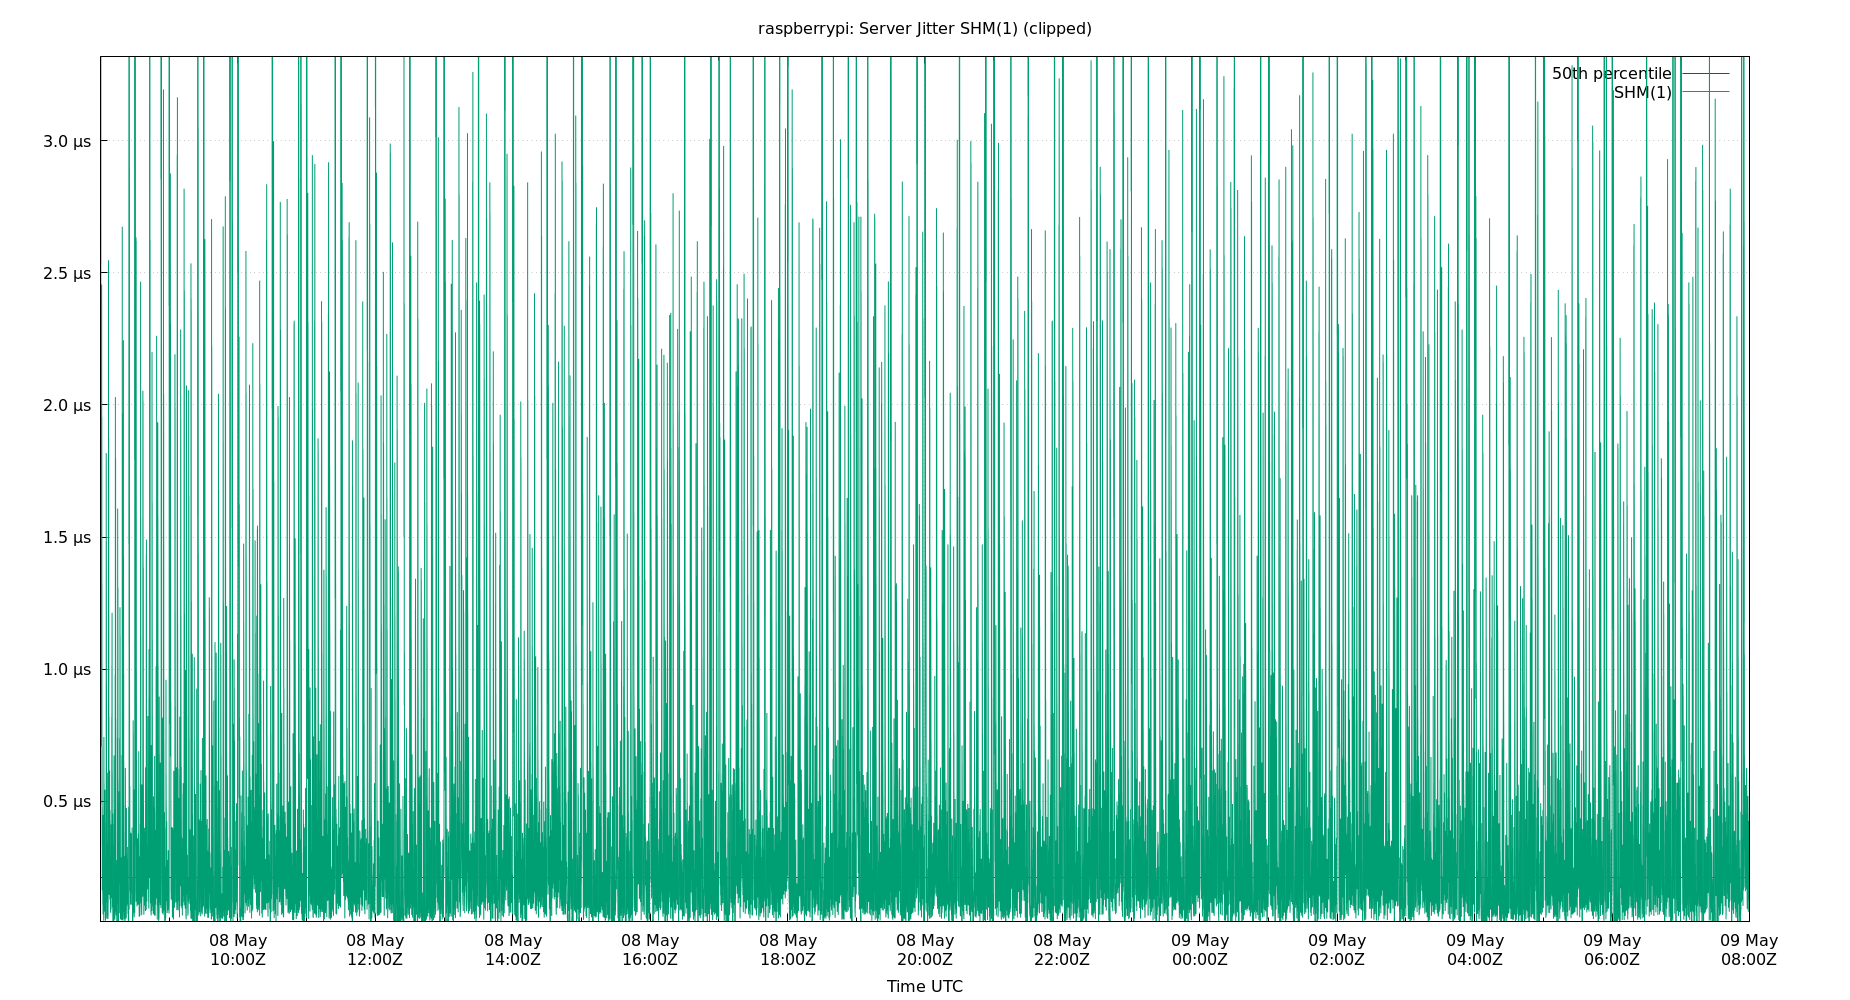 raspberrypi: Server Jitter SHM(1) (clipped)
50th percentile
SHM(1)
3.0 µs
2.5 µs
2.0 µs
1.5 µs
1.0 µs
0.5 µs
08 May 08 May 08 May 08 May 08 May 08 May 08 May 09 May 09 May 09 May 09 May 09 May
10:00Z 12:00Z 14:00Z 16:00Z 18:00Z 20:00Z 22:00Z 00:00Z 02:00Z 04:00Z 06:00Z 08:00Z
Time UTC